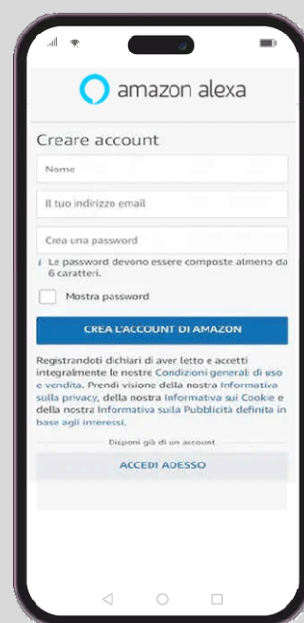 amazon alexa
Creare account
Nome
Il tuo indirizzo email
Crea una password
i Le password devono essere composte almeno da
6 caratteri.
Mostra password
CREA L'ACCOUNT DI AMAZON
Registrandoti dichiari di aver letto e accetti
integralmente le nostre Condizioni generali di uso
e vendita. Prendi visione della nostra Informativa
sulla privacy, della nostra Informativa sui Cookie e
della nostra Informativa sulla Pubblicità definita in
base agli interessi.
Disponi già di un account
ACCEDI ADESSO